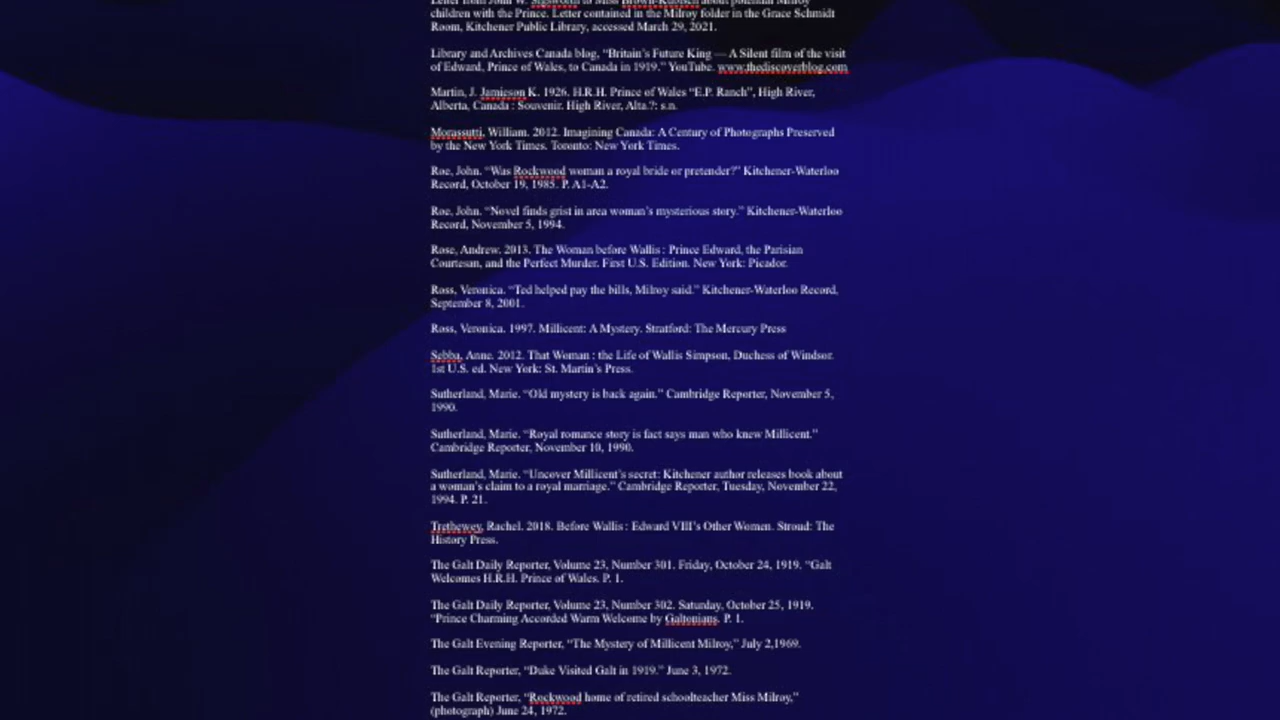 Letter from John W. Sigsworth to Miss Brown-Kubisch about potential Milroy
children with the Prince. Letter contained in the Milroy folder in the Grace Schmidt
Room, Kitchener Public Library, accessed March 29, 2021.
Library and Archives Canada blog, “Britain’s Future King — A Silent film of the visit
of Edward, Prince of Wales, to Canada in 1919.” YouTube. www.thediscoverblog.com
Martin, J. Jamieson K. 1926. H.R.H. Prince of Wales “E.P. Ranch”, High River,
Alberta, Canada : Souvenir. High River, Alta.?: s.n.
Morassutti, William. 2012. Imagining Canada: A Century of Photographs Preserved
by the New York Times. Toronto: New York Times.
Roe, John. “Was Rockwood woman a royal bride or pretender?” Kitchener-Waterloo
Record, October 19, 1985. P. A1-A2.
Roe, John. “Novel finds grist in area woman’s mysterious story.” Kitchener-Waterloo
Record, November 5, 1994.
Rose, Andrew. 2013. The Woman before Wallis : Prince Edward, the Parisian
Courtesan, and the Perfect Murder. First U.S. Edition. New York: Picador.
Ross, Veronica. “Ted helped pay the bills, Milroy said.” Kitchener-Waterloo Record,
September 8, 2001.
Ross, Veronica. 1997. Millicent: A Mystery. Stratford: The Mercury Press
Sebba, Anne. 2012. That Woman : the Life of Wallis Simpson, Duchess of Windsor.
1st U.S. ed. New York: St. Martin’s Press.
Sutherland, Marie. “Old mystery is back again.” Cambridge Reporter, November 5,
1990.
Sutherland, Marie. “Royal romance story is fact says man who knew Millicent.”
Cambridge Reporter, November 10, 1990.
Sutherland, Marie. “Uncover Millicent’s secret: Kitchener author releases book about
a woman’s claim to a royal marriage.” Cambridge Reporter, Tuesday, November 22,
1994. P. 21.
Trethewey, Rachel. 2018. Before Wallis : Edward VIII’s Other Women. Stroud: The
History Press.
The Galt Daily Reporter, Volume 23, Number 301. Friday, October 24, 1919. “Galt
Welcomes H.R.H. Prince of Wales. P. 1.
The Galt Daily Reporter, Volume 23, Number 302. Saturday, October 25, 1919.
“Prince Charming Accorded Warm Welcome by Galtonians. P. 1.
The Galt Evening Reporter, “The Mystery of Millicent Milroy,” July 2,1969.
The Galt Reporter, “Duke Visited Galt in 1919.” June 3, 1972.
The Galt Reporter, “Rockwood home of retired schoolteacher Miss Milroy,”
(photograph) June 24, 1972.